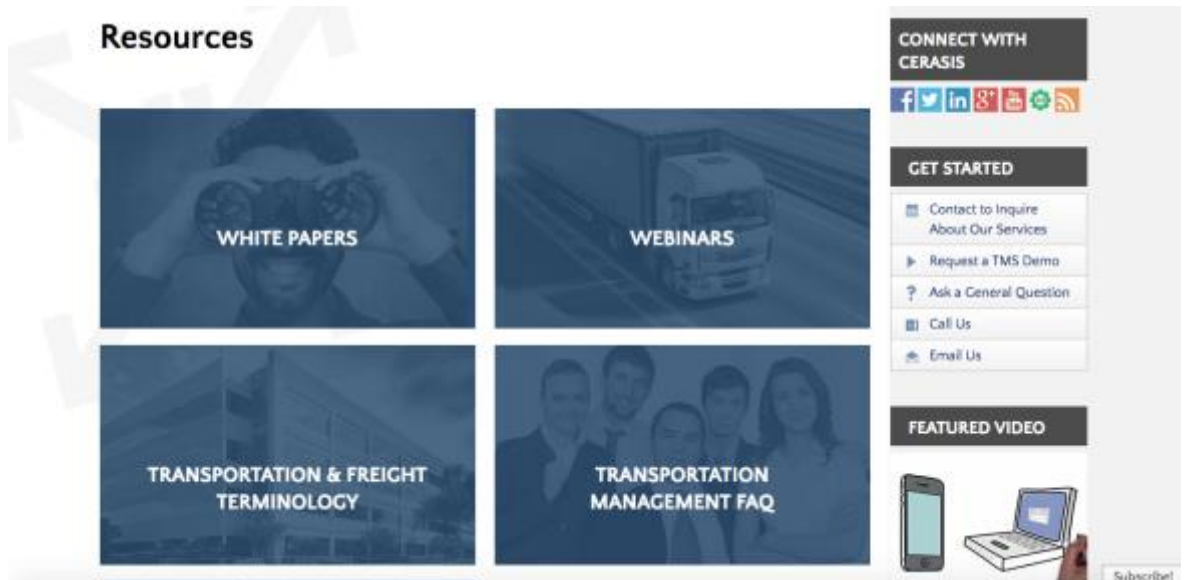 Resources
WHITE PAPERS
WEBINARS
TRANSPORTATION & FREIGHT
TERMINOLOGY
TRANSPORTATION
MANAGEMENT FAQ
CONNECT WITH
CERASIS
GET STARTED
Contact to Inquire
About Our Services
Request a TMS Demo
Ask a General Question
Call Us
Email Us
FEATURED VIDEO
Subscribe!